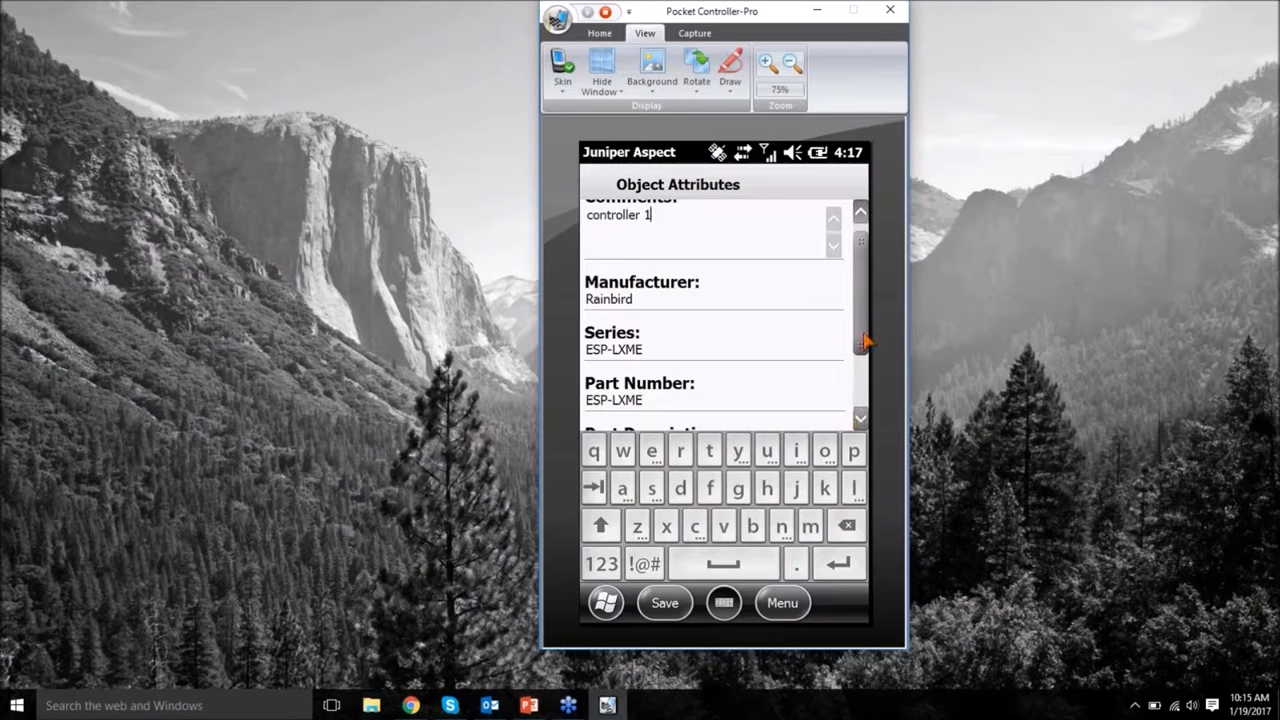 Pocket Controller-Pro
Home View Capture
Skin Hide Window Background Rotate Draw
75%
Display Zoom
Juniper Aspect 4:17
Object Attributes
Comments:
controller 1
Manufacturer:
Rainbird
Series:
ESP-LXME
Part Number:
ESP-LXME
q w e r t y u i o p
a s d f g h j k l
z x c v b n m
123 !@# .
Save Menu
Search the web and Windows
10:15 AM
1/19/2017